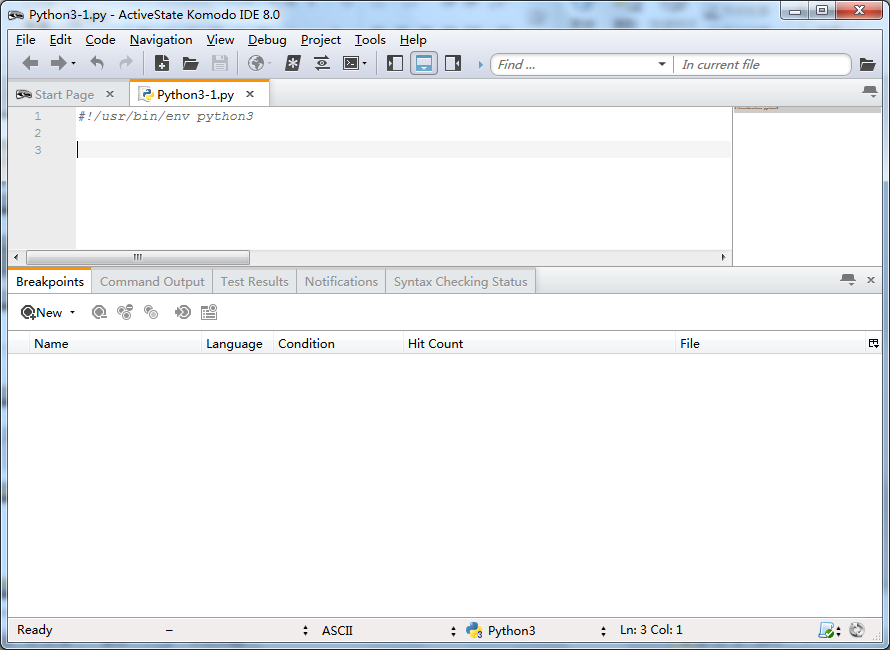 Python3-1.py - ActiveState Komodo IDE 8.0
File Edit Code Navigation View Debug Project Tools Help
Find ... In current file
Start Page Python3-1.py
1 #!/usr/bin/env python3
2
3
Breakpoints Command Output Test Results Notifications Syntax Checking Status
New
Name Language Condition Hit Count File
Ready – ASCII Python3 Ln: 3 Col: 1